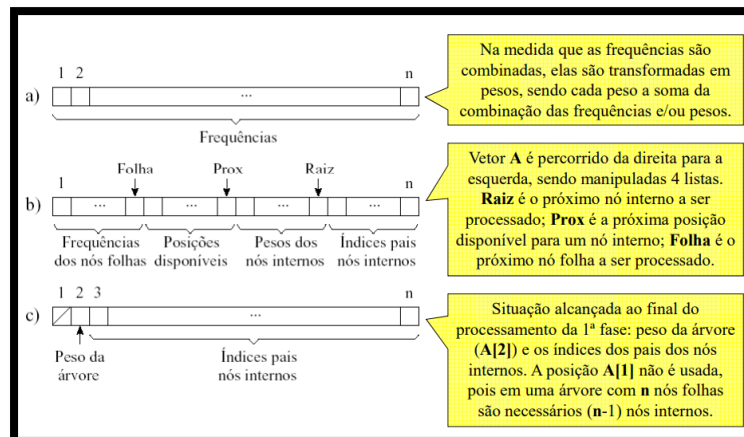 1 2 n
a) ...
Frequências
Na medida que as frequências são
combinadas, elas são transformadas em
pesos, sendo cada peso a soma da
combinação das frequências e/ou pesos.
Folha Prox Raiz
1 n
b) ... ... ... ...
Frequências Posições Pesos dos Índices pais
dos nós folhas disponíveis nós internos nós internos
Vetor A é percorrido da direita para a
esquerda, sendo manipuladas 4 listas.
Raiz é o próximo nó interno a ser
processado; Prox é a próxima posição
disponível para um nó interno; Folha é o
próximo nó folha a ser processado.
1 2 3 n
c) ...
Peso da Índices pais
árvore nós internos
Situação alcançada ao final do
processamento da 1ª fase: peso da árvore
(A[2]) e os índices dos pais dos nós
internos. A posição A[1] não é usada,
pois em uma árvore com n nós folhas
são necessários (n-1) nós internos.